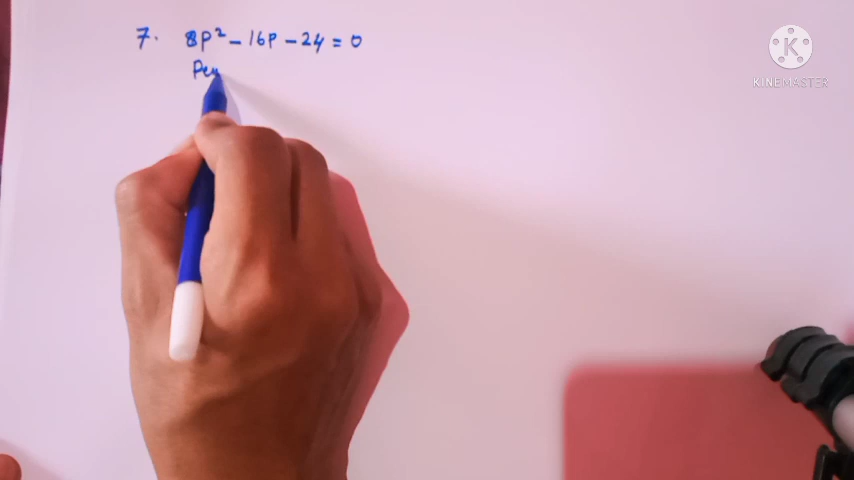 7. 8p² - 16p - 24 = 0
KINEMASTER